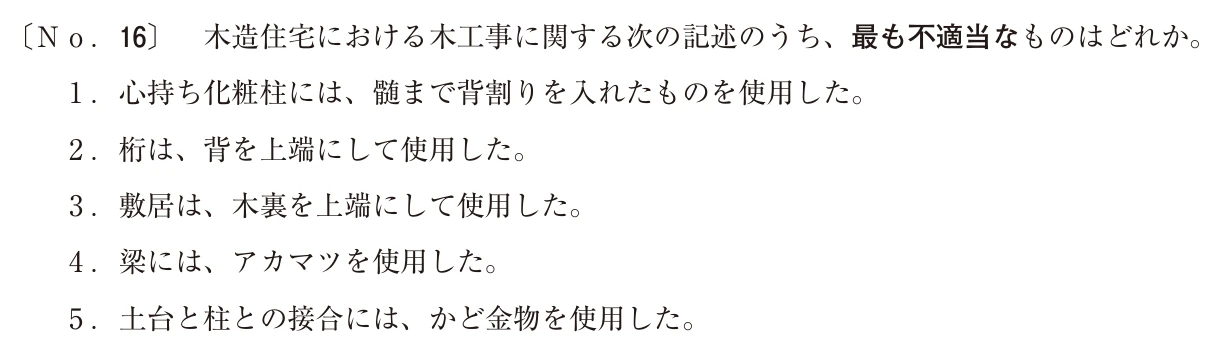 〔Ｎｏ．16〕　木造住宅における木工事に関する次の記述のうち、最も不適当なものはどれか。
１．心持ち化粧柱には、髄まで背割りを入れたものを使用した。
２．桁は、背を上端にして使用した。
３．敷居は、木裏を上端にして使用した。
４．梁には、アカマツを使用した。
５．土台と柱との接合には、かど金物を使用した。